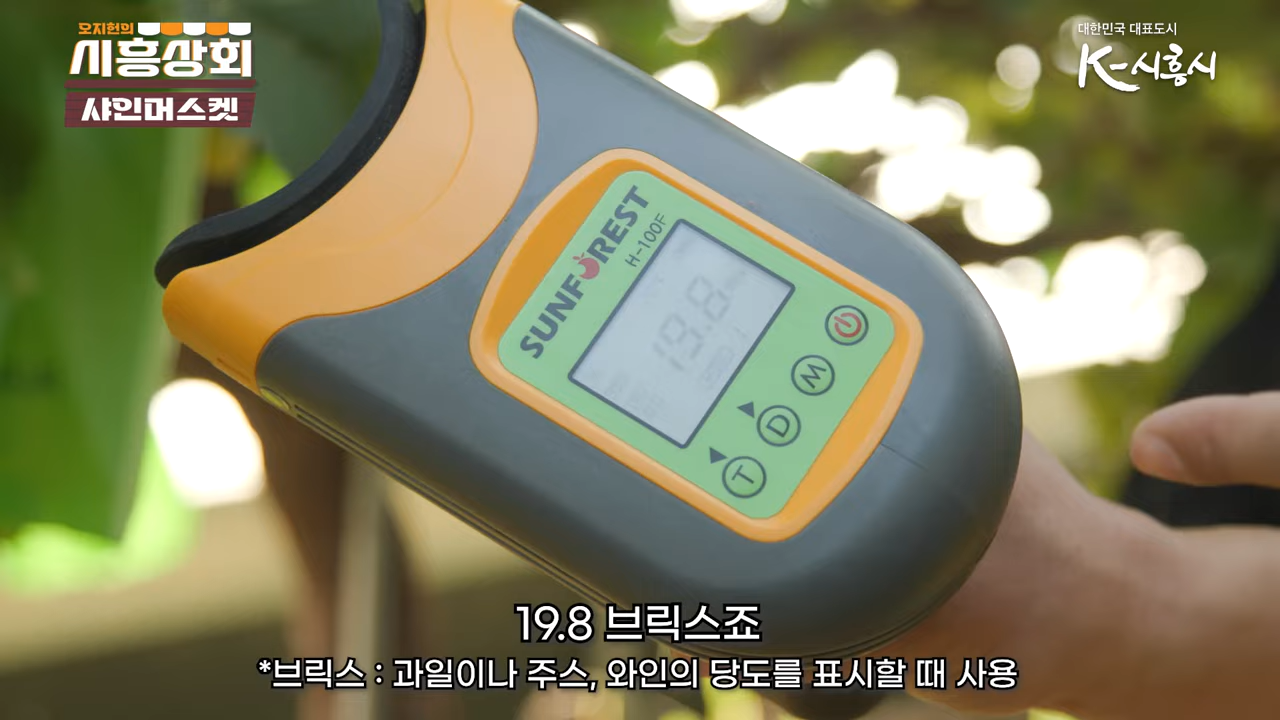 오지헌의
시흥상회
샤인머스켓
대한민국 대표도시
K-시흥시
SUNFOREST
H-100F
19.8
M
D
T
19.8 브릭스죠
*브릭스 : 과일이나 주스, 와인의 당도를 표시할 때 사용